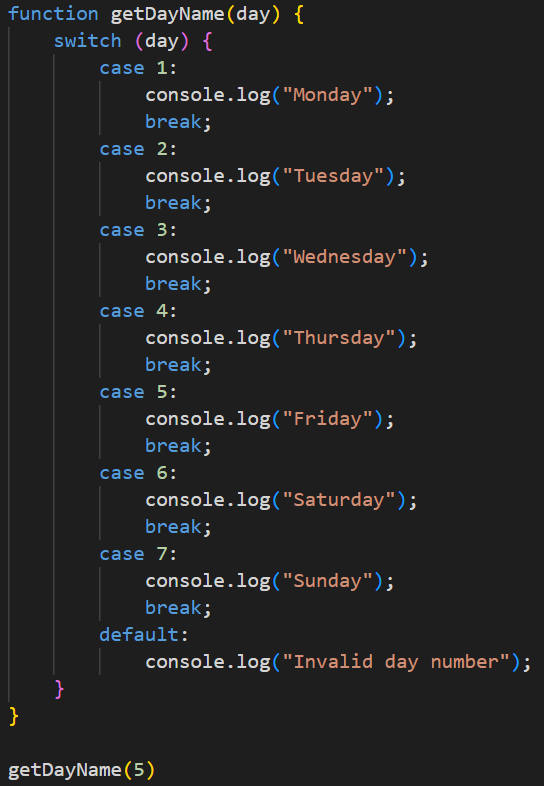 function getDayName(day) {
    switch (day) {
        case 1:
            console.log("Monday");
            break;
        case 2:
            console.log("Tuesday");
            break;
        case 3:
            console.log("Wednesday");
            break;
        case 4:
            console.log("Thursday");
            break;
        case 5:
            console.log("Friday");
            break;
        case 6:
            console.log("Saturday");
            break;
        case 7:
            console.log("Sunday");
            break;
        default:
            console.log("Invalid day number");
    }
}

getDayName(5)